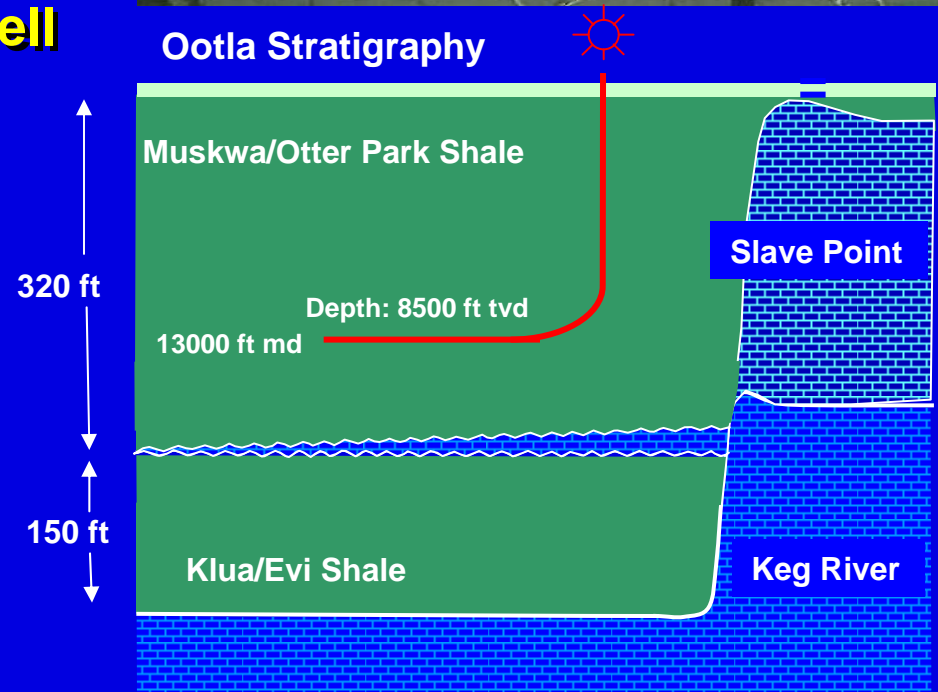 ell
Ootla Stratigraphy
Muskwa/Otter Park Shale
Slave Point
320 ft
Depth: 8500 ft tvd
13000 ft md
150 ft
Klua/Evi Shale
Keg River